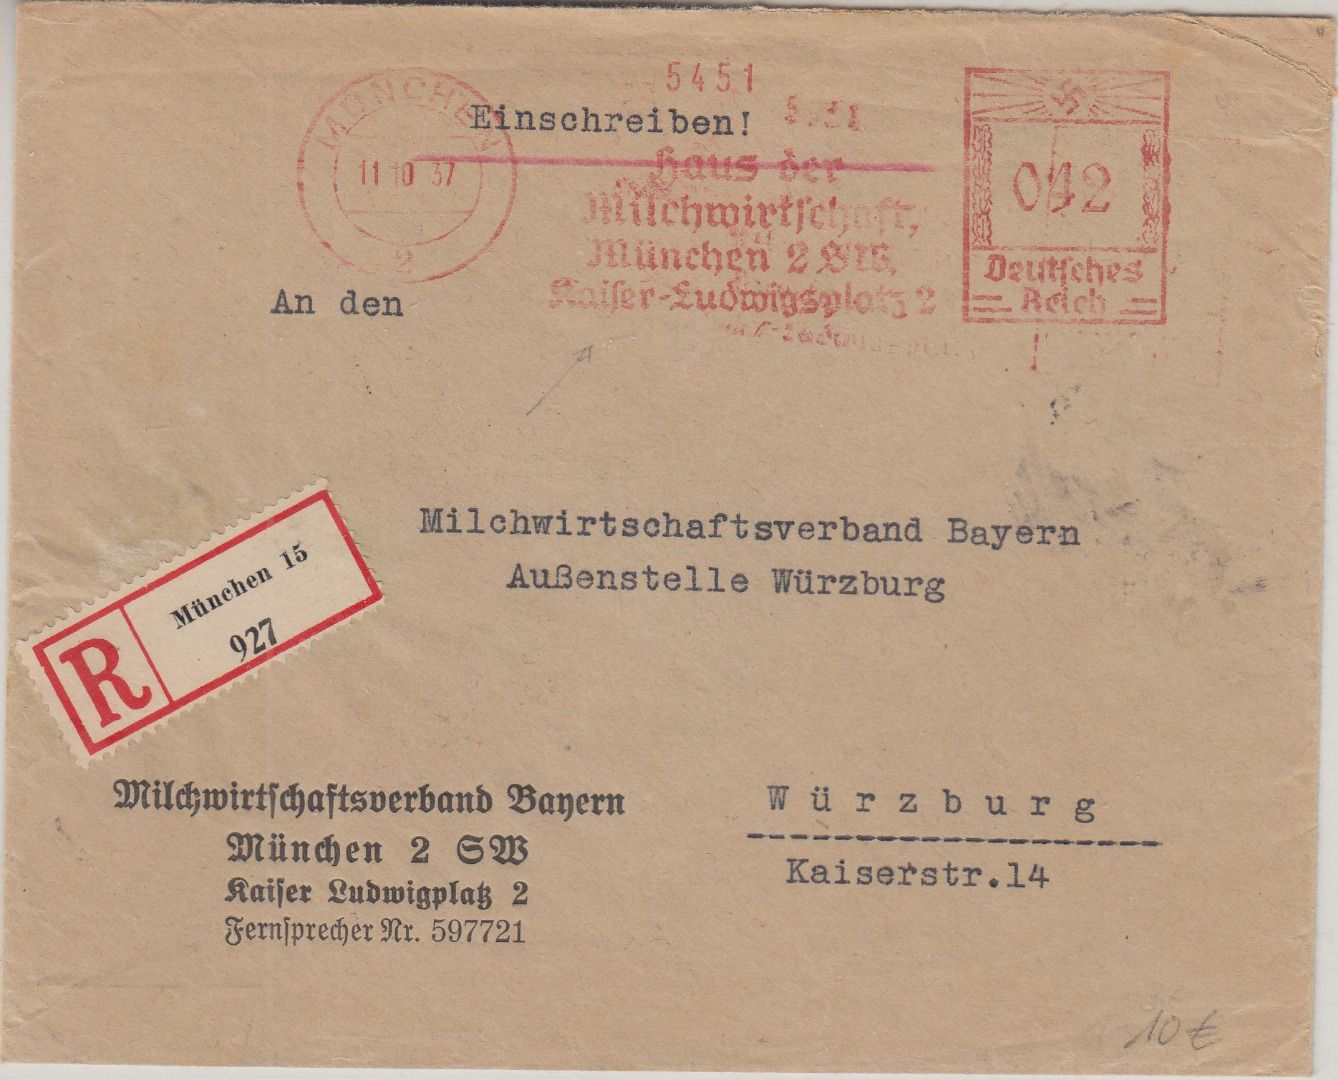 5451
Einschreiben!
MÜNCHEN
11 10 37
2
Haus der
Milchwirtschaft,
München 2 SW.
Kaiser-Ludwigsplatz 2
042
Deutsches
Reich
An den
Milchwirtschaftsverband Bayern
Außenstelle Würzburg
München 15
927
R
Milchwirtschaftsverband Bayern
München 2 SW
Kaiser Ludwigplatz 2
Fernsprecher Nr. 597721
Würzburg
Kaiserstr.14
10 €